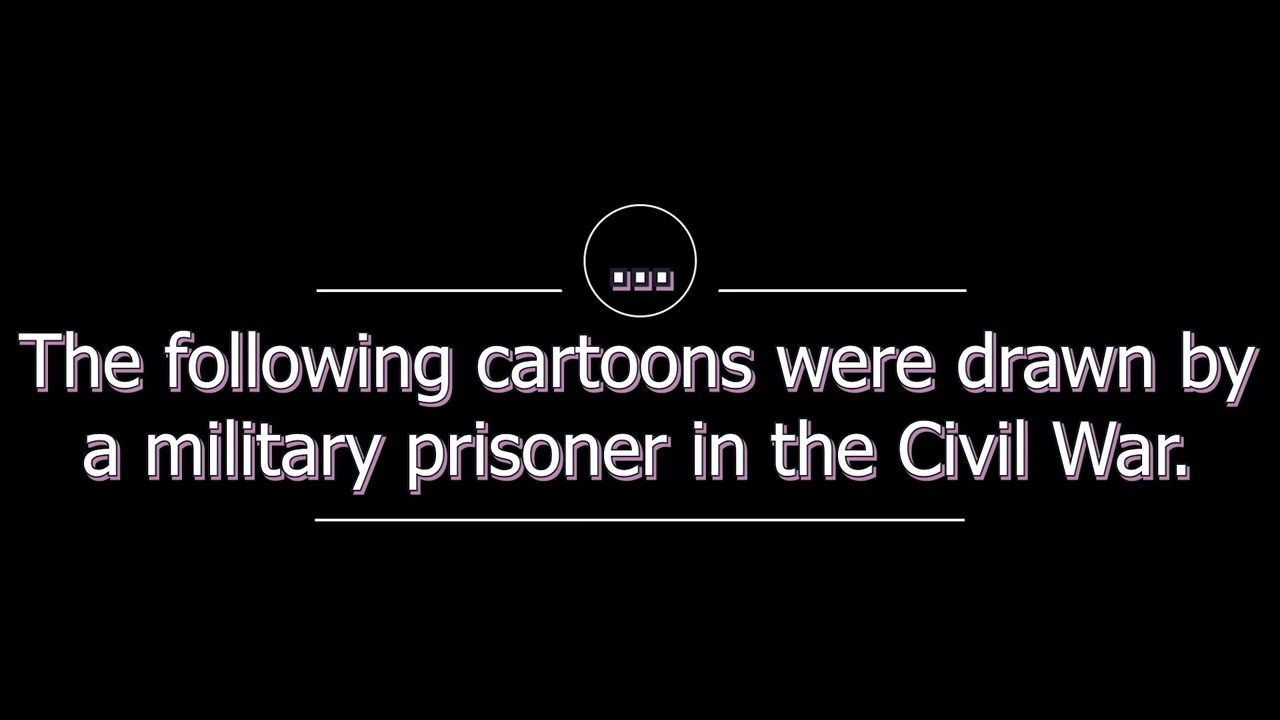 ...
The following cartoons were drawn by
a military prisoner in the Civil War.